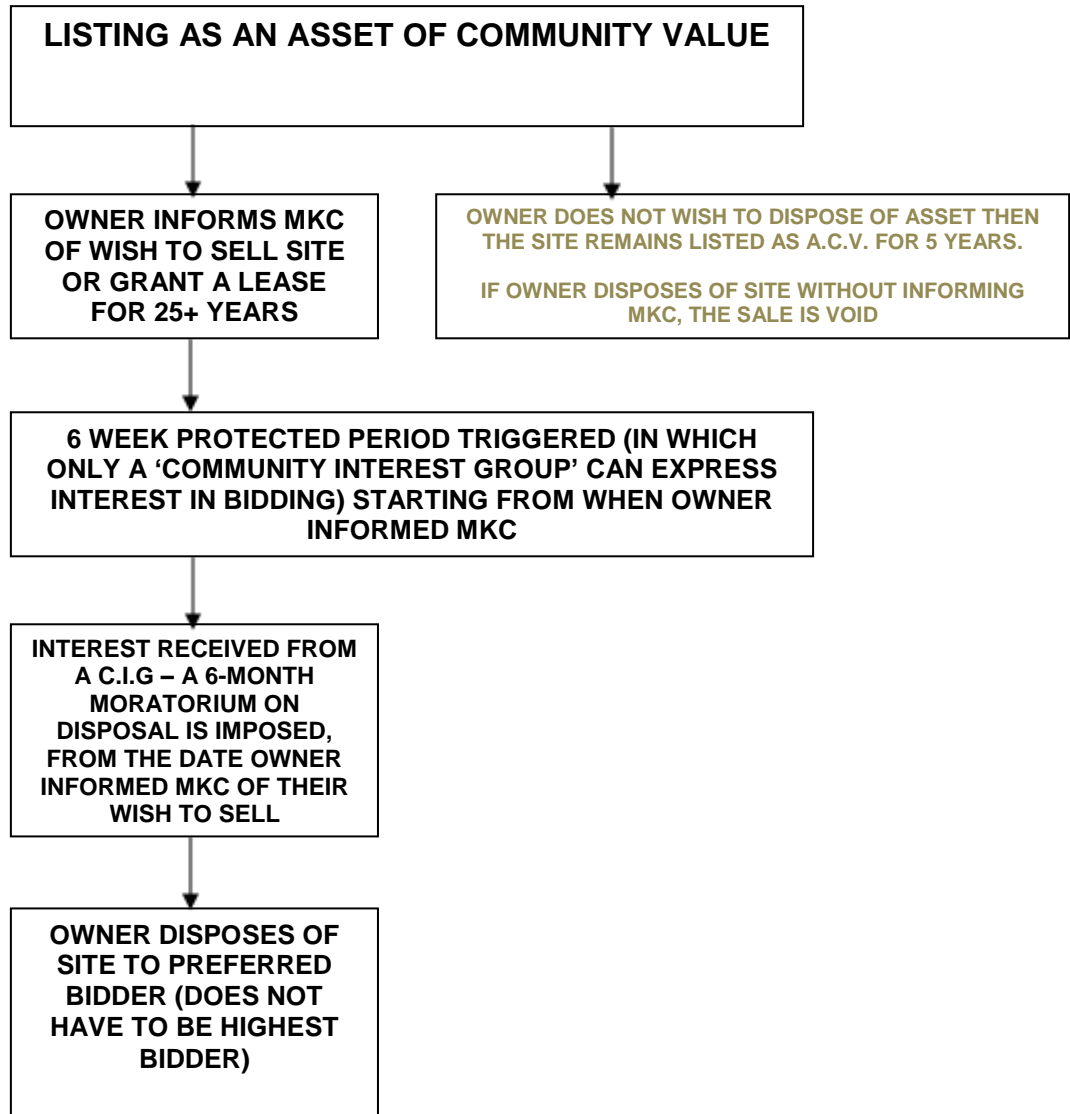 LISTING AS AN ASSET OF COMMUNITY VALUE
OWNER INFORMS MKC
OF WISH TO SELL SITE
OR GRANT A LEASE
FOR 25+ YEARS
OWNER DOES NOT WISH TO DISPOSE OF ASSET THEN
THE SITE REMAINS LISTED AS A.C.V. FOR 5 YEARS.
IF OWNER DISPOSES OF SITE WITHOUT INFORMING
MKC, THE SALE IS VOID
6 WEEK PROTECTED PERIOD TRIGGERED (IN WHICH
ONLY A ‘COMMUNITY INTEREST GROUP’ CAN EXPRESS
INTEREST IN BIDDING) STARTING FROM WHEN OWNER
INFORMED MKC
INTEREST RECEIVED FROM
A C.I.G – A 6-MONTH
MORATORIUM ON
DISPOSAL IS IMPOSED,
FROM THE DATE OWNER
INFORMED MKC OF THEIR
WISH TO SELL
OWNER DISPOSES OF
SITE TO PREFERRED
BIDDER (DOES NOT
HAVE TO BE HIGHEST
BIDDER)